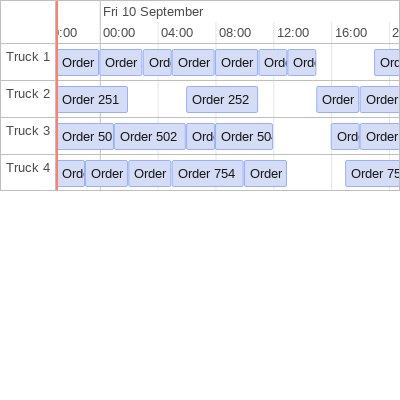 Fri 10 September
:00 00:00 04:00 08:00 12:00 16:00 2
Truck 1 Order Order Ord Order Order Ord Ord Ord
Truck 2 Order 251 Order 252 Order Order
Truck 3 Order 50 Order 502 Ord Order 50 Ord Order
Truck 4 Ord Order Order Order 754 Order Order 75